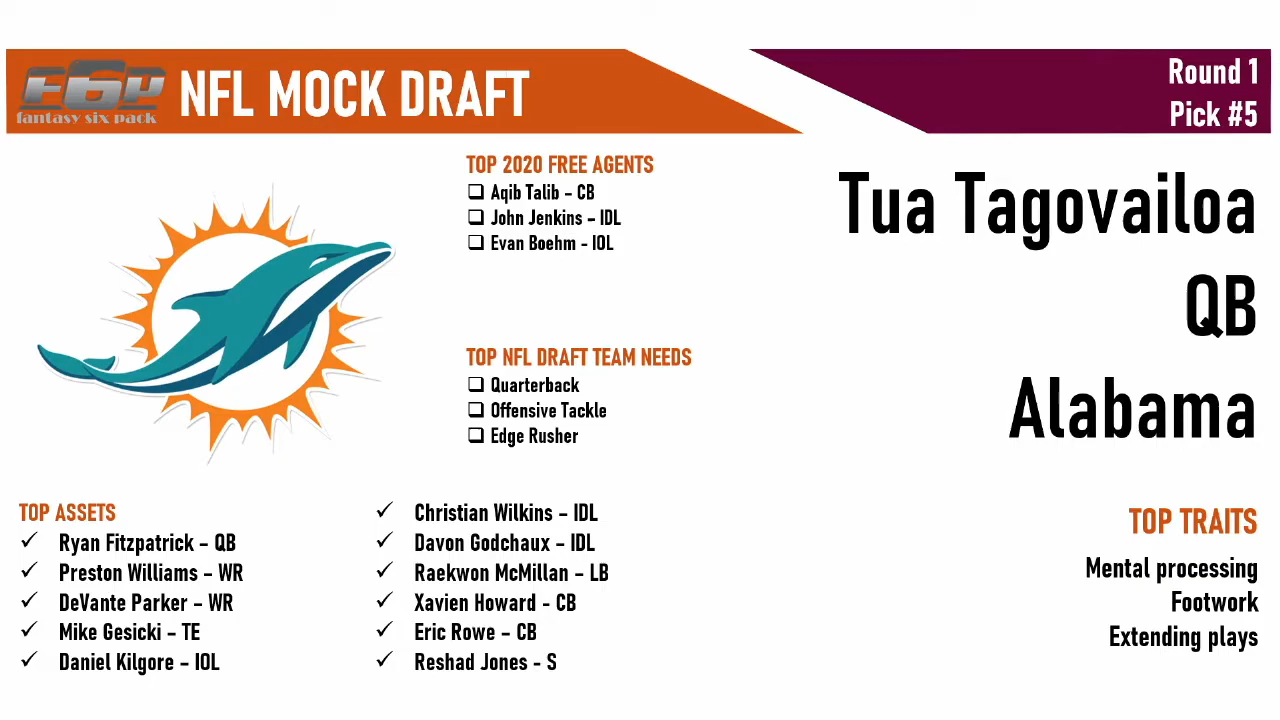 F6P
fantasy six pack
NFL MOCK DRAFT
Round 1
Pick #5
TOP 2020 FREE AGENTS
❑ Aqib Talib – CB
❑ John Jenkins – IDL
❑ Evan Boehm – IOL
TOP NFL DRAFT TEAM NEEDS
❑ Quarterback
❑ Offensive Tackle
❑ Edge Rusher
Tua Tagovailoa
QB
Alabama
TOP ASSETS
✓ Ryan Fitzpatrick – QB
✓ Preston Williams – WR
✓ DeVante Parker – WR
✓ Mike Gesicki – TE
✓ Daniel Kilgore – IOL
✓ Christian Wilkins – IDL
✓ Davon Godchaux – IDL
✓ Raekwon McMillan – LB
✓ Xavien Howard – CB
✓ Eric Rowe – CB
✓ Reshad Jones - S
TOP TRAITS
Mental processing
Footwork
Extending plays